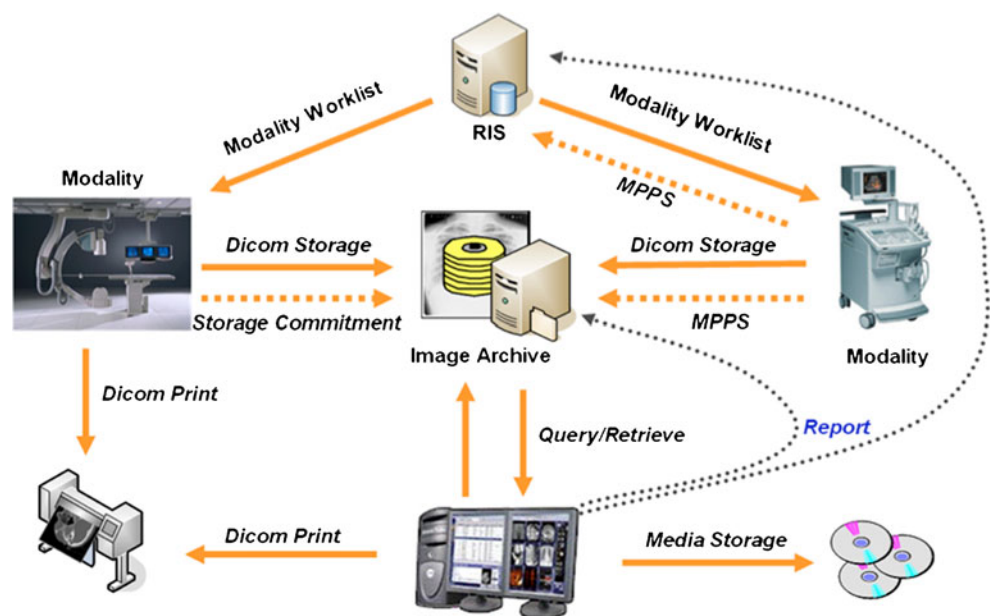 RIS
Modality Worklist
Modality Worklist
MPPS
Modality
Dicom Storage
Dicom Storage
Storage Commitment
MPPS
Image Archive
Modality
Dicom Print
Query/Retrieve
Report
Dicom Print
Media Storage